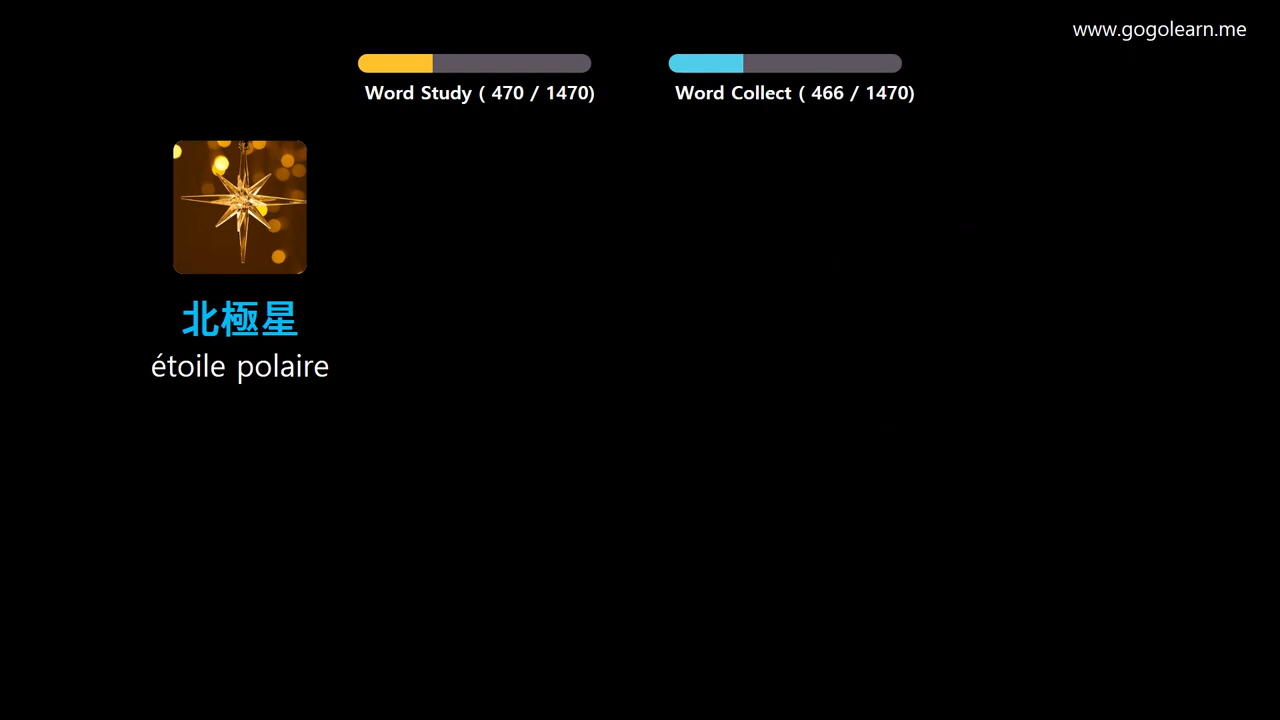 www.gogolearn.me
Word Study ( 470 / 1470)
Word Collect ( 466 / 1470)
北極星
étoile polaire